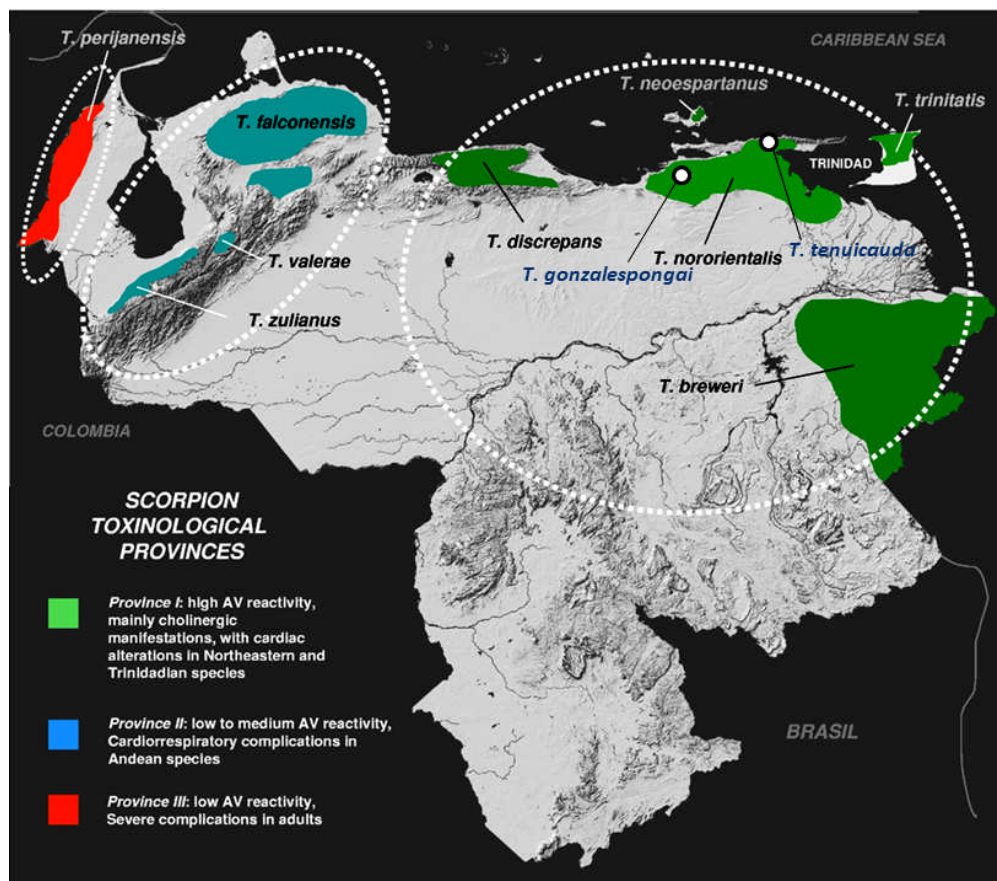 T. perijanensis
CARIBBEAN SEA
T. neoespartanus
T. trinitatis
T. falconensis
TRINIDAD
T. discrepans
T. nororientalis
T. tenuicauda
T. valerae
T. gonzalespongai
T. zulianus
T. breweri
COLOMBIA
SCORPION
TOXINOLOGICAL
PROVINCES
Province I: high AV reactivity,
mainly cholinergic
manifestations, with cardiac
alterations in Northeastern and
Trinidadian species
Province II: low to medium AV reactivity,
Cardiorrespiratory complications in
Andean species
BRASIL
Province III: low AV reactivity,
Severe complications in adults